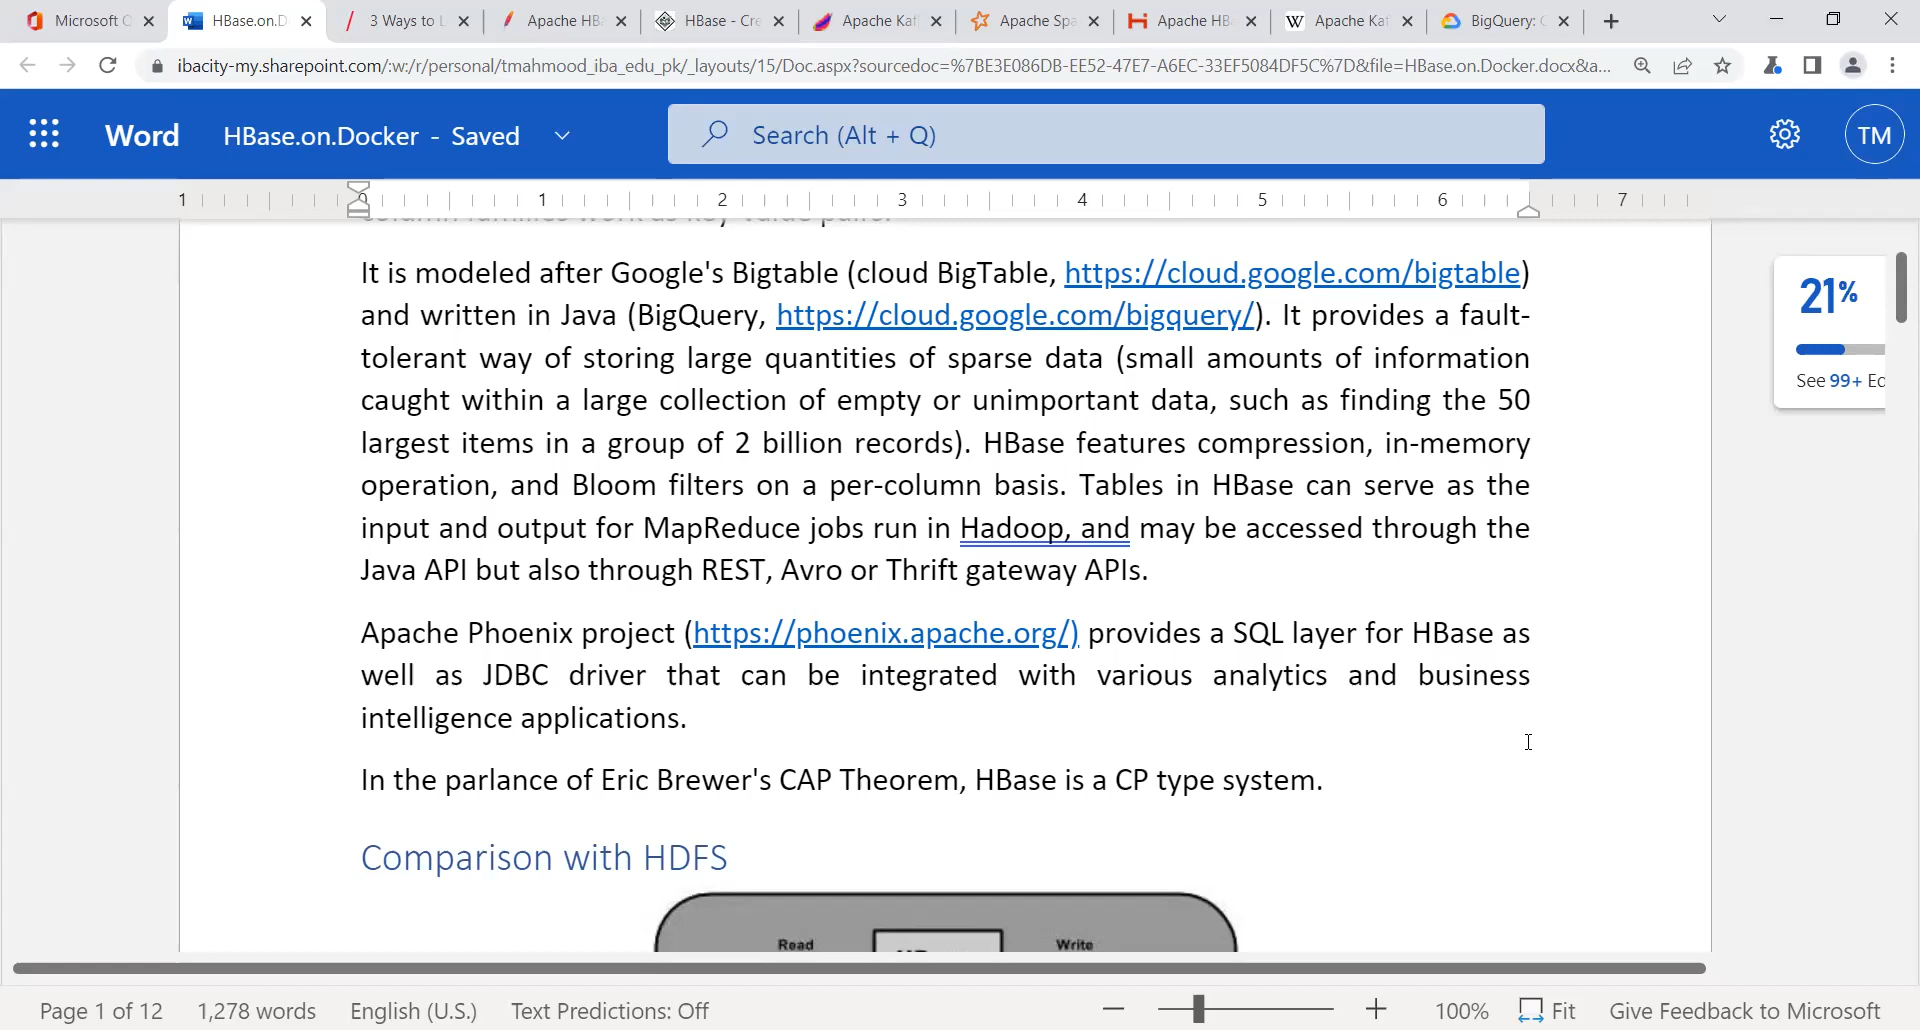 Microsoft O
HBase.on.D
3 Ways to L
Apache HBa
HBase - Cre
Apache Kaf
Apache Spa
Apache HBa
Apache Kaf
BigQuery: C
ibacity-my.sharepoint.com/:w:/r/personal/tmahmood_iba_edu_pk/_layouts/15/Doc.aspx?sourcedoc=%7BE3E086DB-EE52-47E7-A6EC-33EF5084DF5C%7D&file=HBase.on.Docker.docx&a...
Word HBase.on.Docker - Saved
Search (Alt + Q)
TM
1 1 2 3 4 5 6 7
It is modeled after Google's Bigtable (cloud BigTable, https://cloud.google.com/bigtable)
and written in Java (BigQuery, https://cloud.google.com/bigquery/). It provides a fault-
tolerant way of storing large quantities of sparse data (small amounts of information
caught within a large collection of empty or unimportant data, such as finding the 50
largest items in a group of 2 billion records). HBase features compression, in-memory
operation, and Bloom filters on a per-column basis. Tables in HBase can serve as the
input and output for MapReduce jobs run in Hadoop, and may be accessed through the
Java API but also through REST, Avro or Thrift gateway APIs.
Apache Phoenix project (https://phoenix.apache.org/) provides a SQL layer for HBase as
well as JDBC driver that can be integrated with various analytics and business
intelligence applications.
In the parlance of Eric Brewer's CAP Theorem, HBase is a CP type system.
Comparison with HDFS
Read
Write
21%
See 99+ Ed
Page 1 of 12 1,278 words English (U.S.) Text Predictions: Off
100% Fit Give Feedback to Microsoft